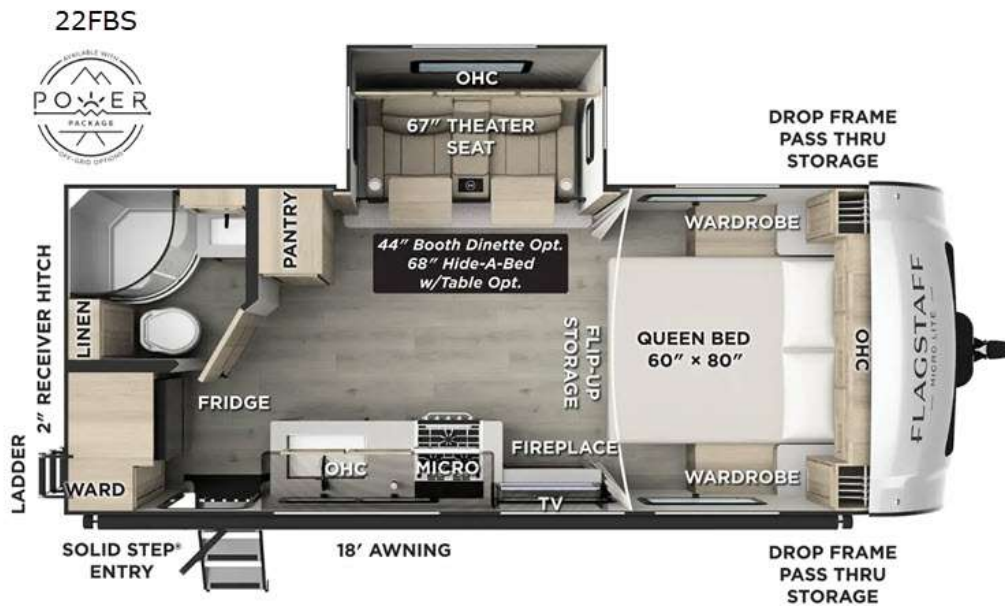 22FBS
AVAILABLE WITH
POWER
PACKAGE
OFF-GRID OPTIONS
OHC
67" THEATER
SEAT
DROP FRAME
PASS THRU
STORAGE
PANTRY
WARDROBE
44" Booth Dinette Opt.
68" Hide-A-Bed
w/Table Opt.
2" RECEIVER HITCH
LINEN
FLIP-UP
STORAGE
QUEEN BED
60" × 80"
OHC
FLAGSTAFF
MICRO LITE
FRIDGE
FIREPLACE
LADDER
WARD
OHC
MICRO
TV
WARDROBE
SOLID STEP®
ENTRY
18' AWNING
DROP FRAME
PASS THRU
STORAGE